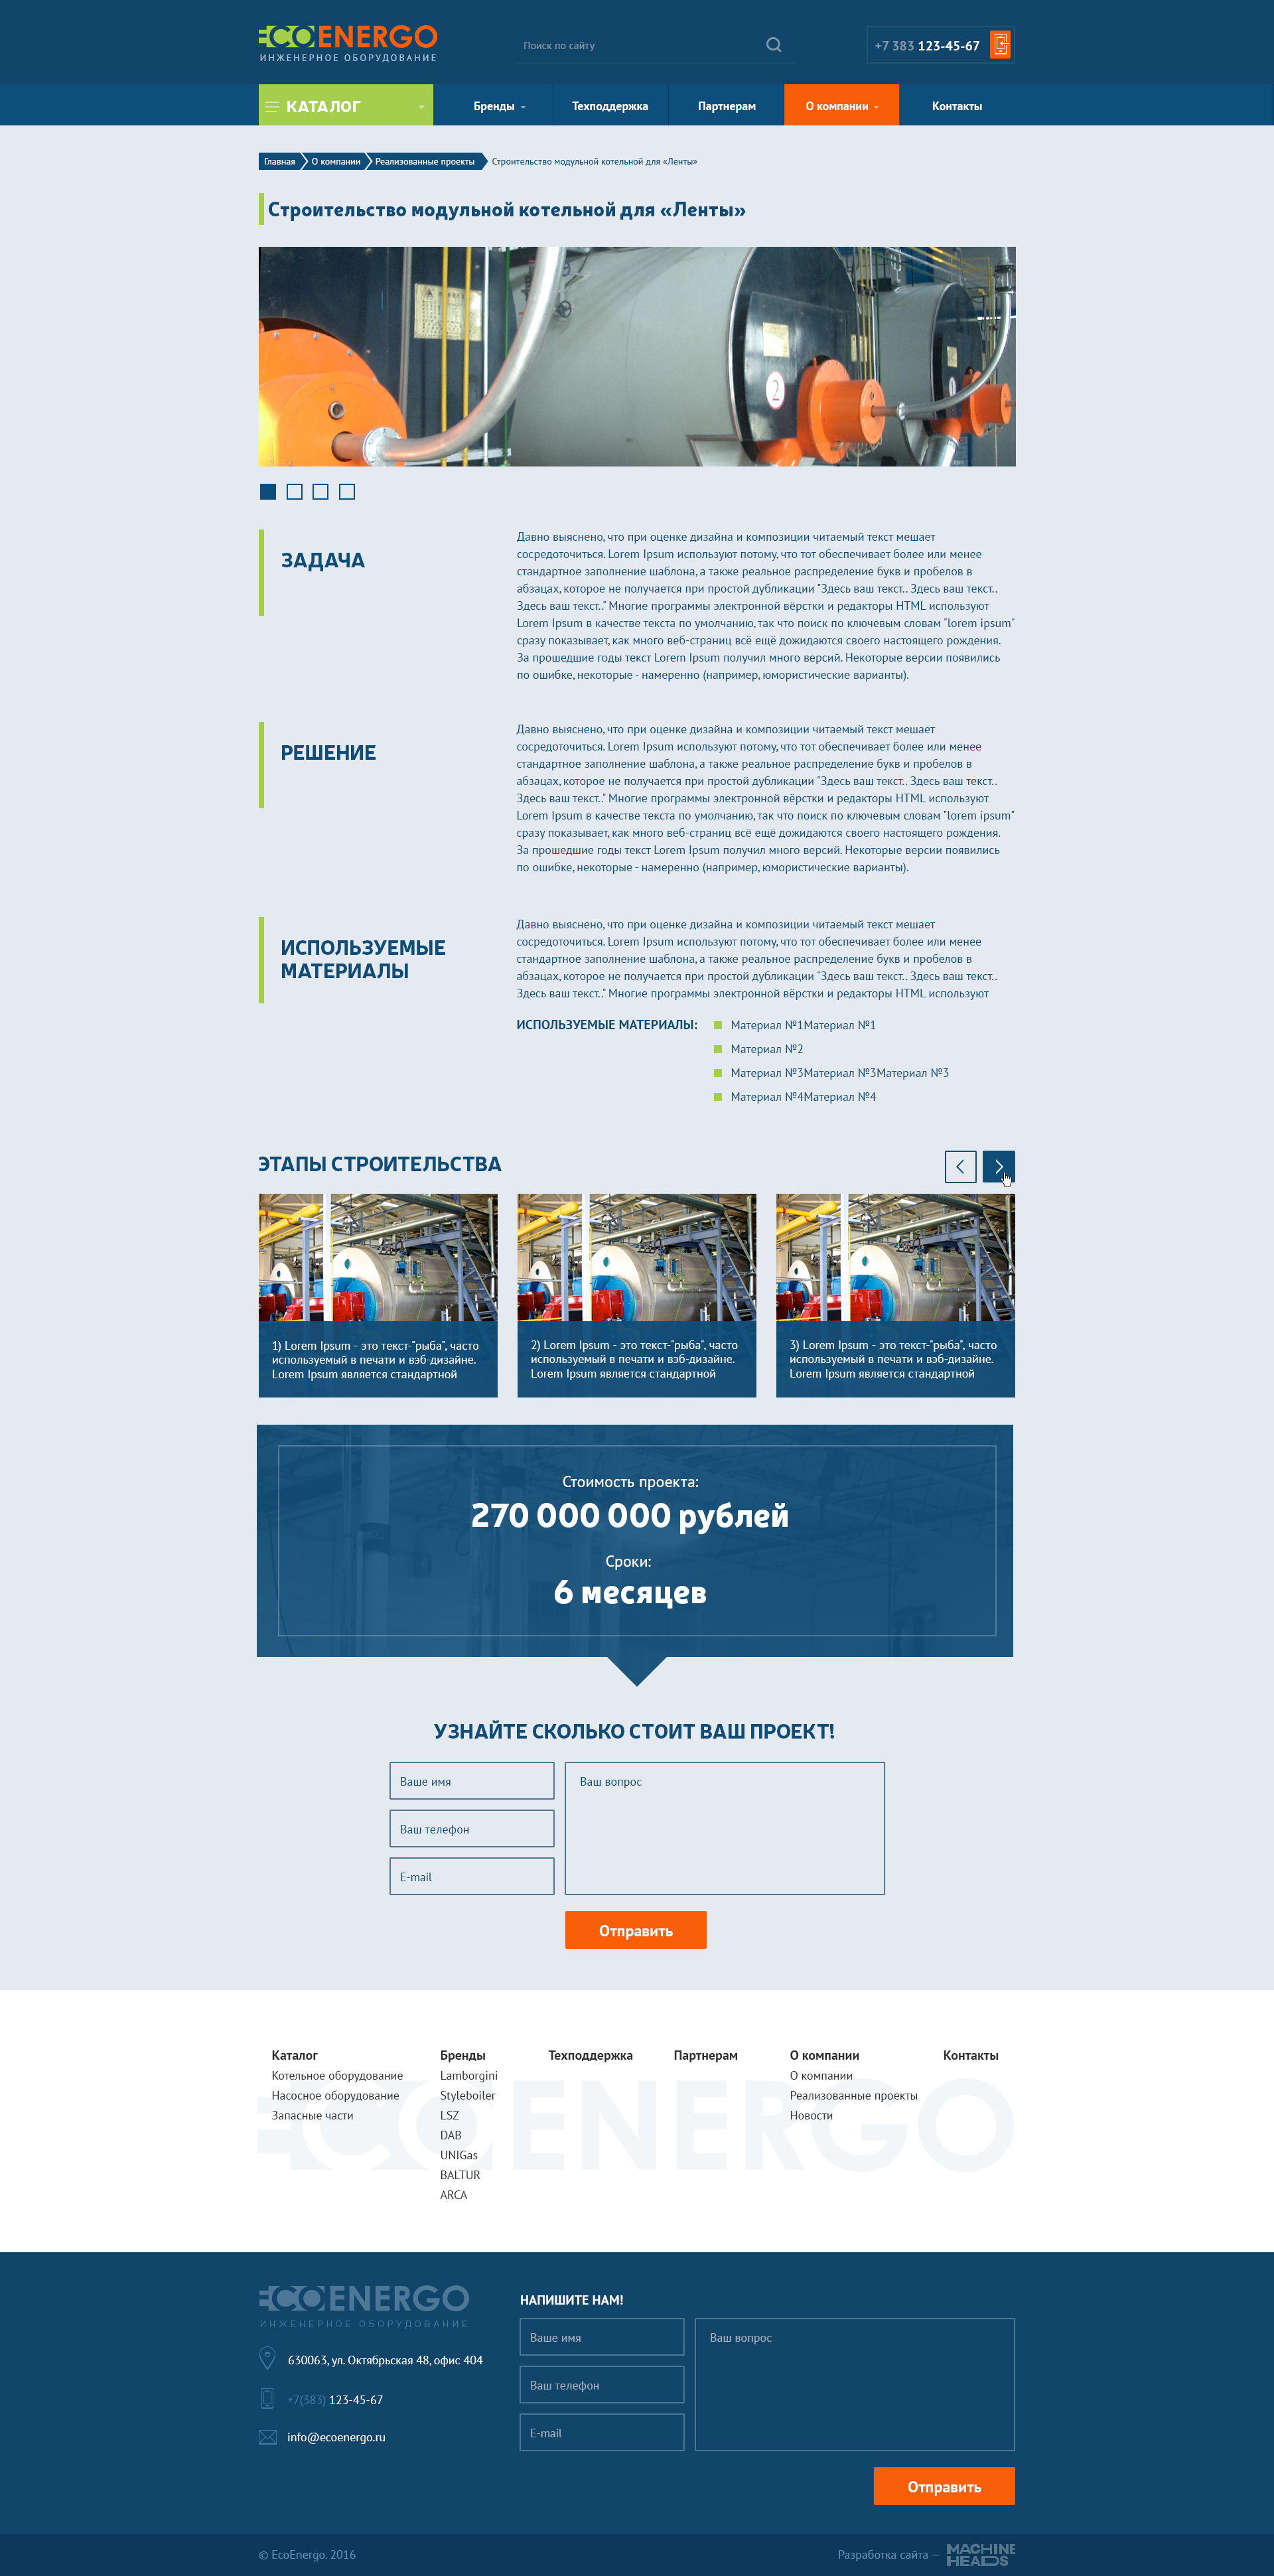 ECOENERGO
ИНЖЕНЕРНОЕ ОБОРУДОВАНИЕ
Поиск по сайту
+7 383 123-45-67
КАТАЛОГ
Бренды
Техподдержка
Партнерам
О компании
Контакты
Главная
О компании
Реализованные проекты
Строительство модульной котельной для «Ленты»
Строительство модульной котельной для «Ленты»
2
ЗАДАЧА
Давно выяснено, что при оценке дизайна и композиции читаемый текст мешает
сосредоточиться. Lorem Ipsum используют потому, что тот обеспечивает более или менее
стандартное заполнение шаблона, а также реальное распределение букв и пробелов в
абзацах, которое не получается при простой дубликации "Здесь ваш текст.. Здесь ваш текст..
Здесь ваш текст.." Многие программы электронной вёрстки и редакторы HTML используют
Lorem Ipsum в качестве текста по умолчанию, так что поиск по ключевым словам "lorem ipsum"
сразу показывает, как много веб-страниц всё ещё дожидаются своего настоящего рождения.
За прошедшие годы текст Lorem Ipsum получил много версий. Некоторые версии появились
по ошибке, некоторые - намеренно (например, юмористические варианты).
РЕШЕНИЕ
Давно выяснено, что при оценке дизайна и композиции читаемый текст мешает
сосредоточиться. Lorem Ipsum используют потому, что тот обеспечивает более или менее
стандартное заполнение шаблона, а также реальное распределение букв и пробелов в
абзацах, которое не получается при простой дубликации "Здесь ваш текст.. Здесь ваш текст..
Здесь ваш текст.." Многие программы электронной вёрстки и редакторы HTML используют
Lorem Ipsum в качестве текста по умолчанию, так что поиск по ключевым словам "lorem ipsum"
сразу показывает, как много веб-страниц всё ещё дожидаются своего настоящего рождения.
За прошедшие годы текст Lorem Ipsum получил много версий. Некоторые версии появились
по ошибке, некоторые - намеренно (например, юмористические варианты).
ИСПОЛЬЗУЕМЫЕ
МАТЕРИАЛЫ
Давно выяснено, что при оценке дизайна и композиции читаемый текст мешает
сосредоточиться. Lorem Ipsum используют потому, что тот обеспечивает более или менее
стандартное заполнение шаблона, а также реальное распределение букв и пробелов в
абзацах, которое не получается при простой дубликации "Здесь ваш текст.. Здесь ваш текст..
Здесь ваш текст.." Многие программы электронной вёрстки и редакторы HTML используют
ИСПОЛЬЗУЕМЫЕ МАТЕРИАЛЫ:
Материал №1Материал №1
Материал №2
Материал №3Материал №3Материал №3
Материал №4Материал №4
ЭТАПЫ СТРОИТЕЛЬСТВА
1) Lorem Ipsum - это текст-"рыба", часто
используемый в печати и вэб-дизайне.
Lorem Ipsum является стандартной
2) Lorem Ipsum - это текст-"рыба", часто
используемый в печати и вэб-дизайне.
Lorem Ipsum является стандартной
3) Lorem Ipsum - это текст-"рыба", часто
используемый в печати и вэб-дизайне.
Lorem Ipsum является стандартной
Стоимость проекта:
270 000 000 рублей
Сроки:
6 месяцев
УЗНАЙТЕ СКОЛЬКО СТОИТ ВАШ ПРОЕКТ!
Ваше имя
Ваш телефон
E-mail
Ваш вопрос
Отправить
Каталог
Котельное оборудование
Насосное оборудование
Запасные части
Бренды
Lamborgini
Styleboiler
LSZ
DAB
UNIGas
BALTUR
ARCA
Техподдержка
Партнерам
О компании
О компании
Реализованные проекты
Новости
Контакты
ECOENERGO
ECOENERGO
ИНЖЕНЕРНОЕ ОБОРУДОВАНИЕ
630063, ул. Октябрьская 48, офис 404
+7(383) 123-45-67
info@ecoenergo.ru
НАПИШИТЕ НАМ!
Ваше имя
Ваш телефон
E-mail
Ваш вопрос
Отправить
© EcoEnergo. 2016
Разработка сайта —
MACHINE
HEADS